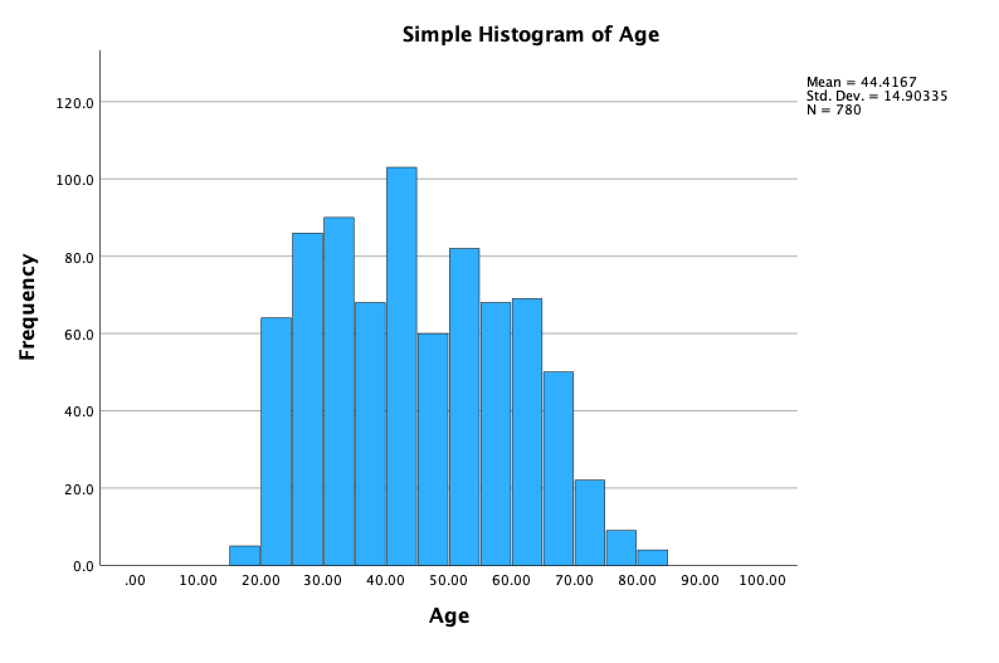 Simple Histogram of Age
Mean = 44.4167
Std. Dev. = 14.90335
N = 780
Frequency
120.0
100.0
80.0
60.0
40.0
20.0
0.0
.00 10.00 20.00 30.00 40.00 50.00 60.00 70.00 80.00 90.00 100.00
Age